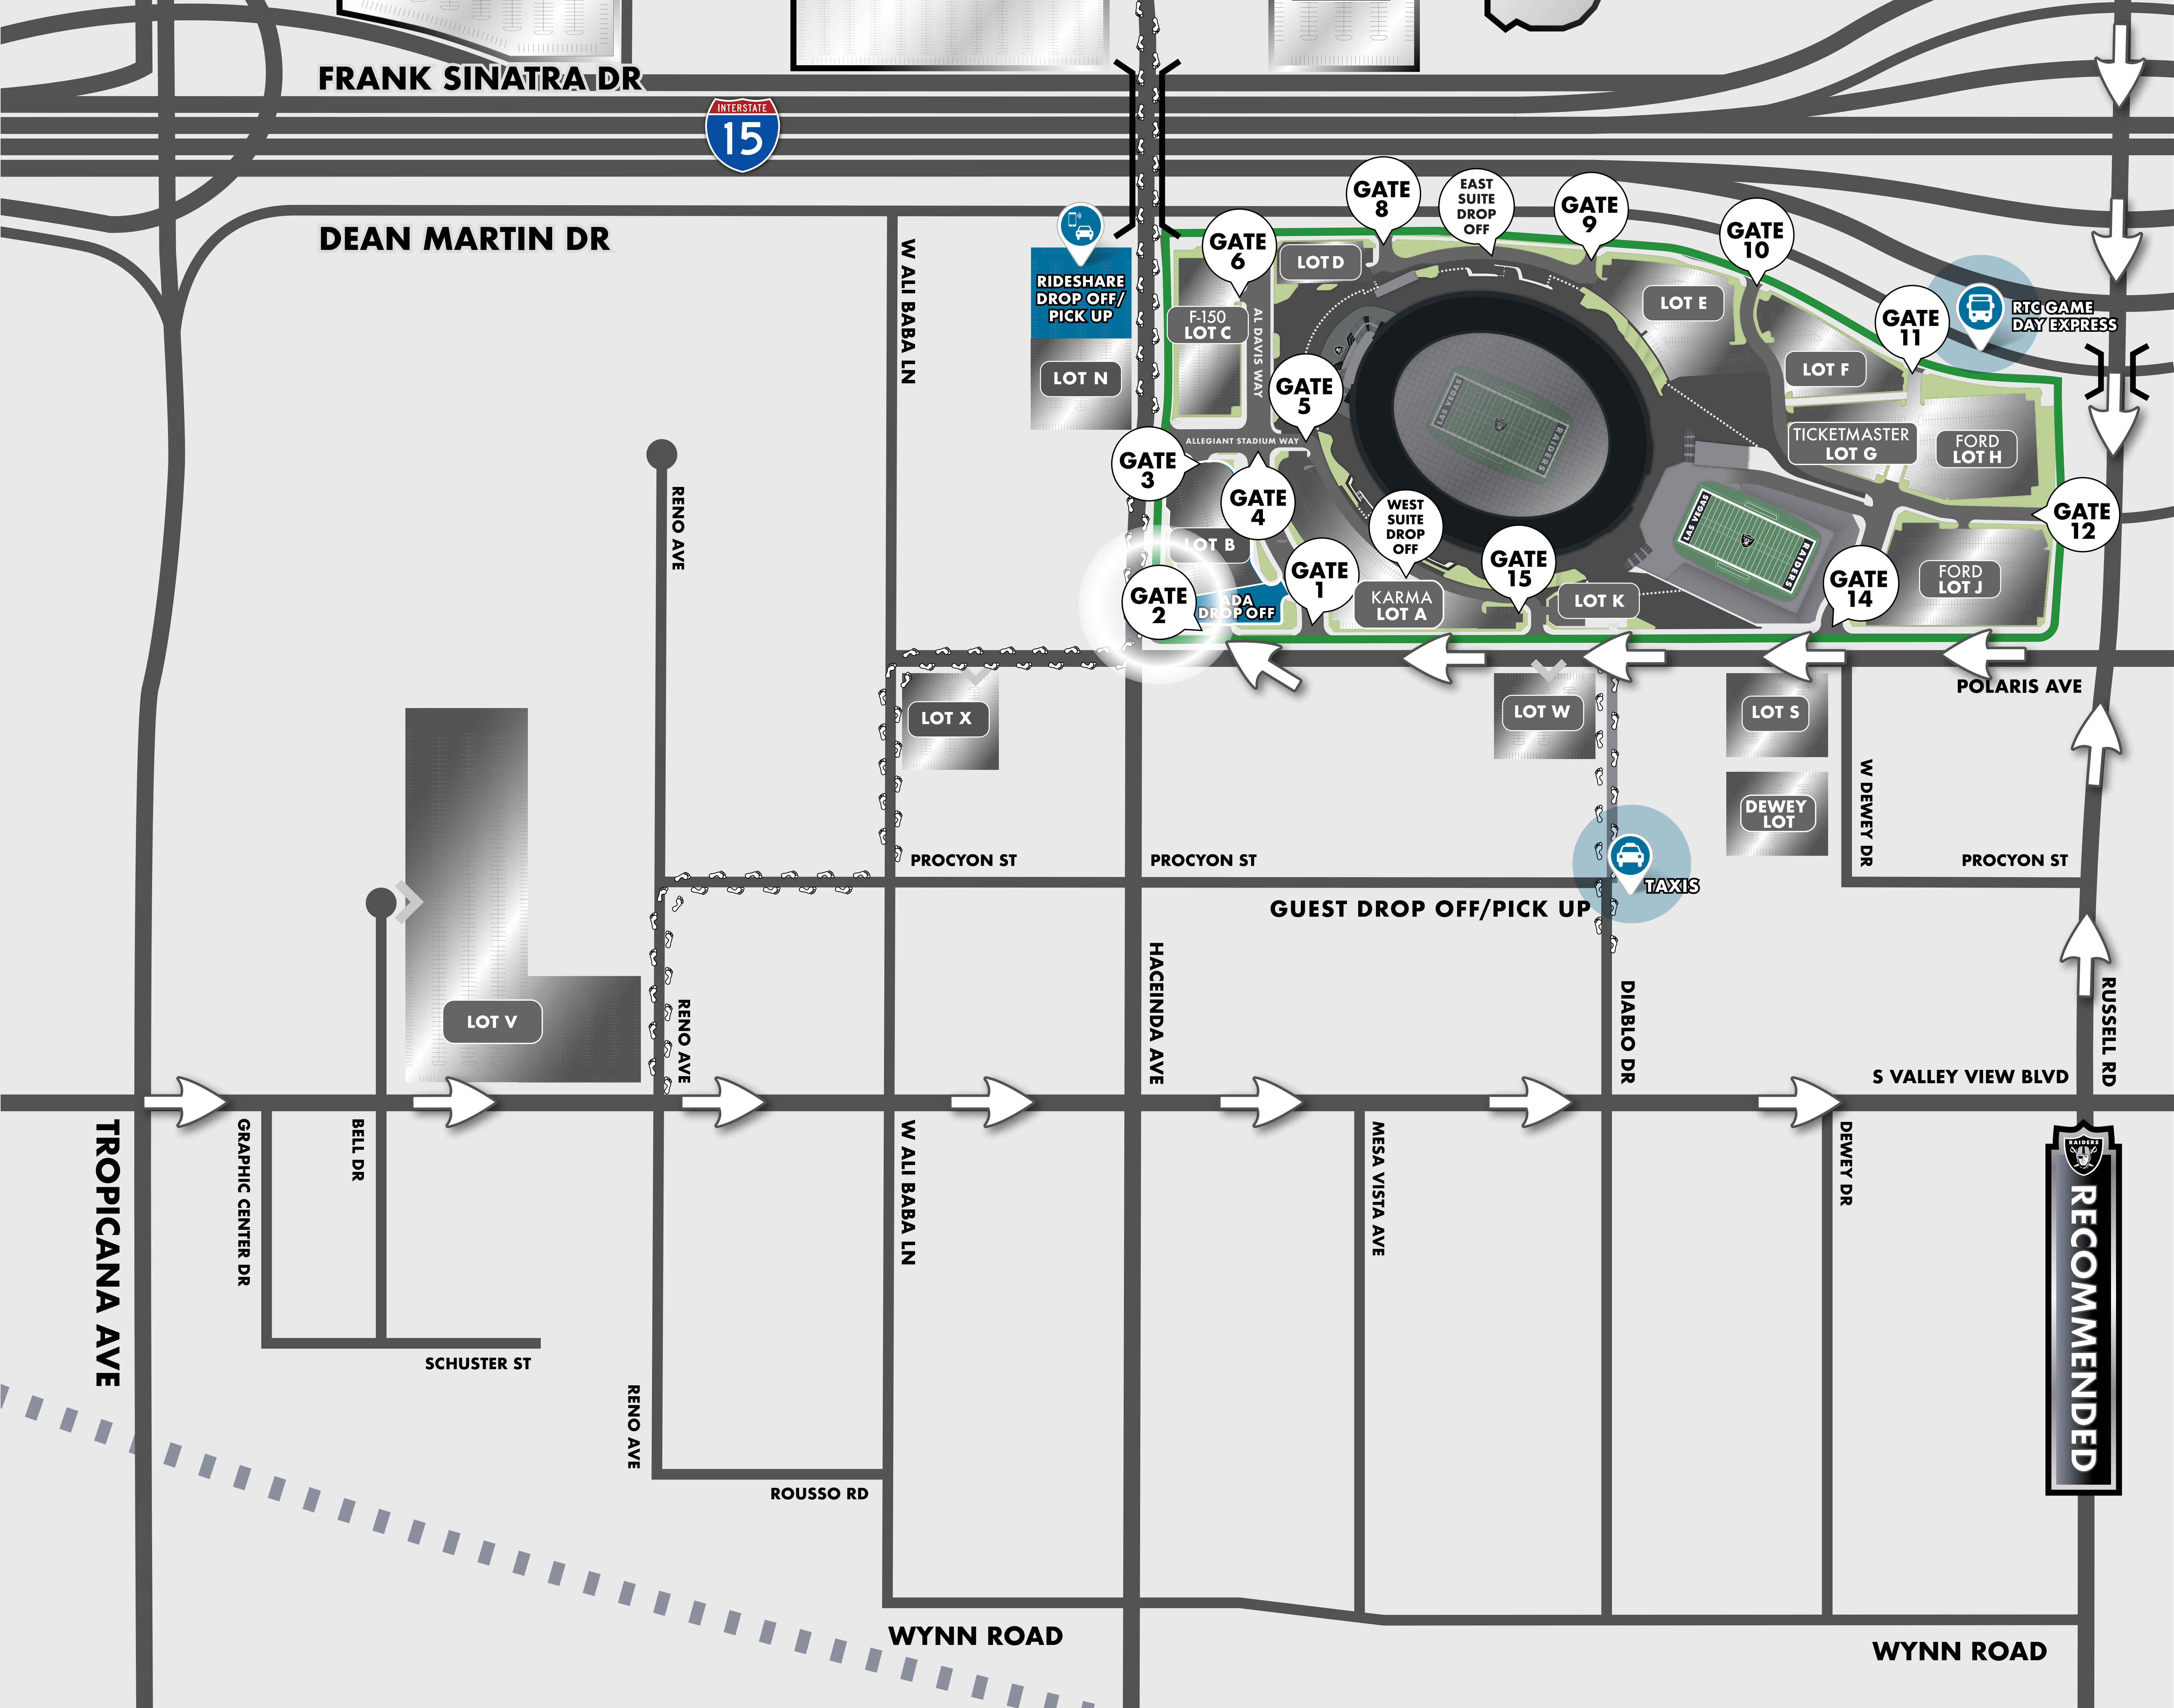 FRANK SINATRA DR
INTERSTATE
15
DEAN MARTIN DR
W ALI BABA LN
RIDESHARE
DROP OFF/
PICK UP
LOT N
GATE
6
LOT D
GATE
8
EAST
SUITE
DROP
OFF
GATE
9
GATE
10
LOT E
GATE
11
RTC GAME
DAY EXPRESS
F-150
LOT C
AL DAVIS WAY
LOT F
GATE
5
LAS VEGAS
RAIDERS
ALLEGIANT STADIUM WAY
TICKETMASTER
LOT G
FORD
LOT H
GATE
3
GATE
4
WEST
SUITE
DROP
OFF
LAS VEGAS
RAIDERS
GATE
12
LOT B
GATE
1
GATE
15
GATE
14
FORD
LOT J
GATE
2
ADA
DROP OFF
KARMA
LOT A
LOT K
RENO AVE
POLARIS AVE
LOT X
LOT W
LOT S
DEWEY
LOT
W DEWEY DR
PROCYON ST
PROCYON ST
PROCYON ST
TAXIS
GUEST DROP OFF/PICK UP
LOT V
RENO AVE
HACEINDA AVE
DIABLO DR
RUSSELL RD
S VALLEY VIEW BLVD
TROPICANA AVE
GRAPHIC CENTER DR
BELL DR
W ALI BABA LN
MESA VISTA AVE
DEWEY DR
RAIDERS
RECOMMENDED
SCHUSTER ST
RENO AVE
ROUSSO RD
WYNN ROAD
WYNN ROAD